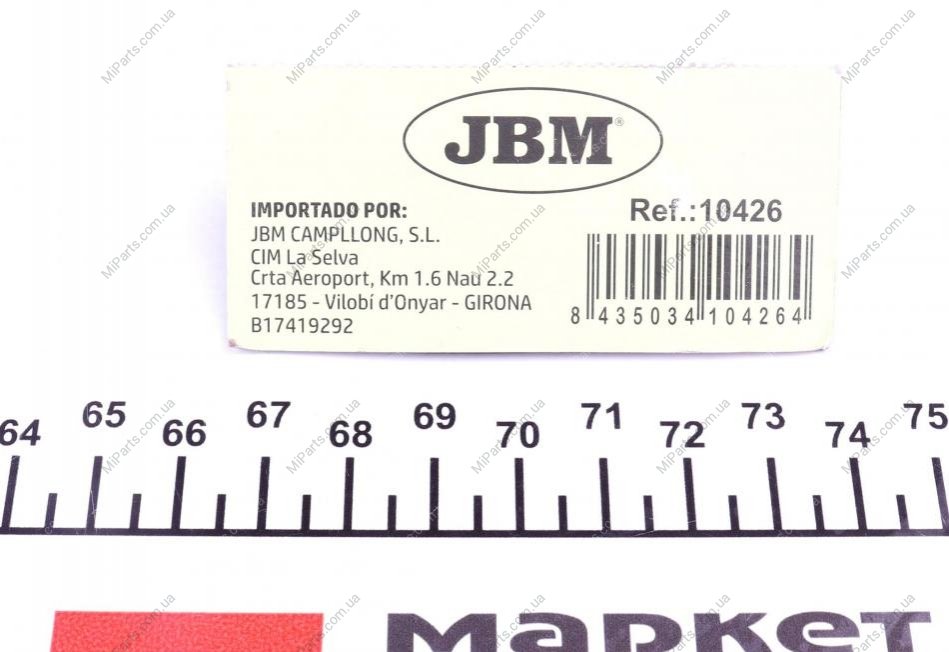 JBM®
IMPORTADO POR:
JBM CAMPLLONG, S.L.
CIM La Selva
Crta Aeroport, Km 1.6 Nau 2.2
17185 - Vilobí d'Onyar - GIRONA
B17419292
Ref.:10426
8 435034 104264
64 65 66 67 68 69 70 71 72 73 74 75
маркет
MiParts.com.ua